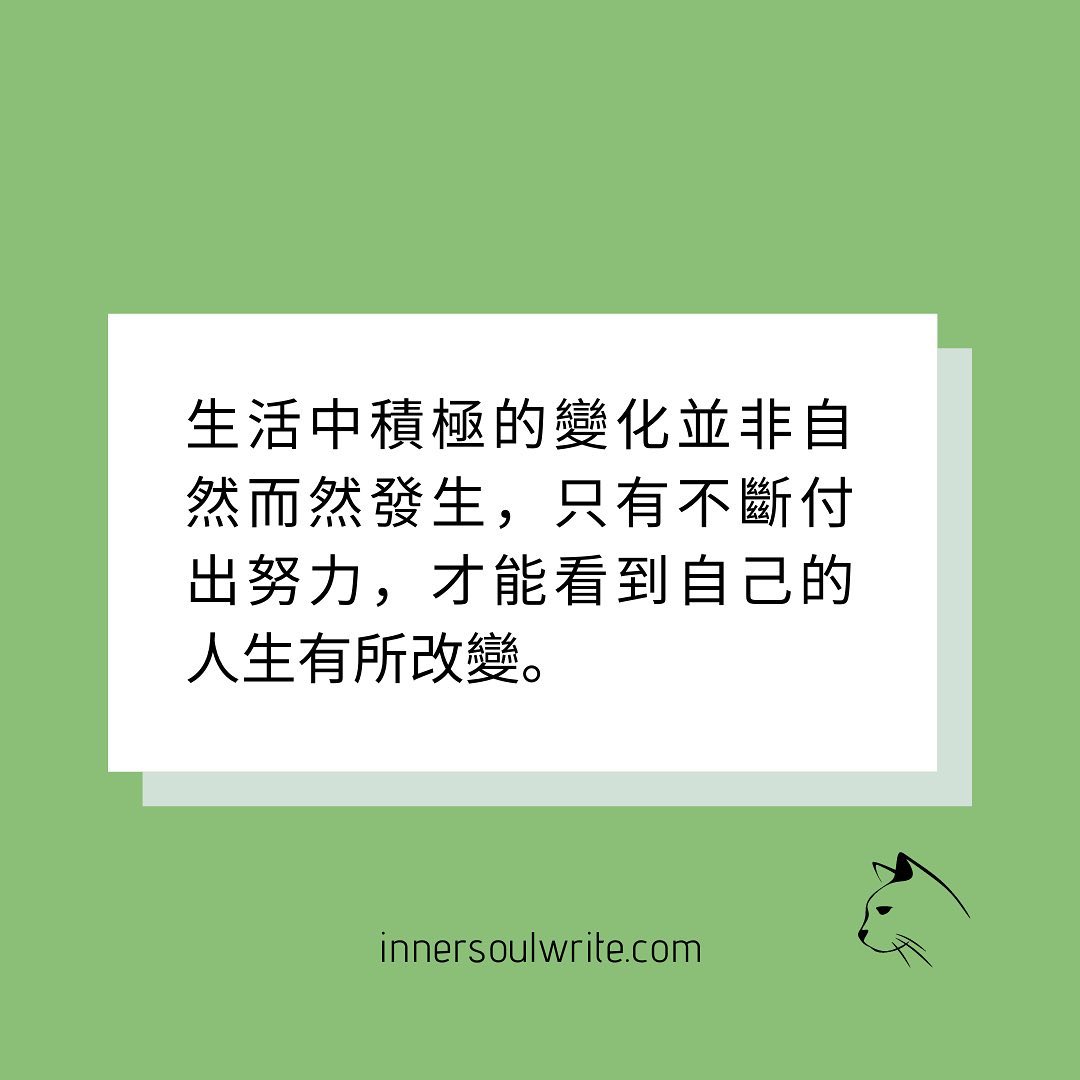 生活中積極的變化並非自
然而然發生，只有不斷付
出努力，才能看到自己的
人生有所改變。
innersoulwrite.com